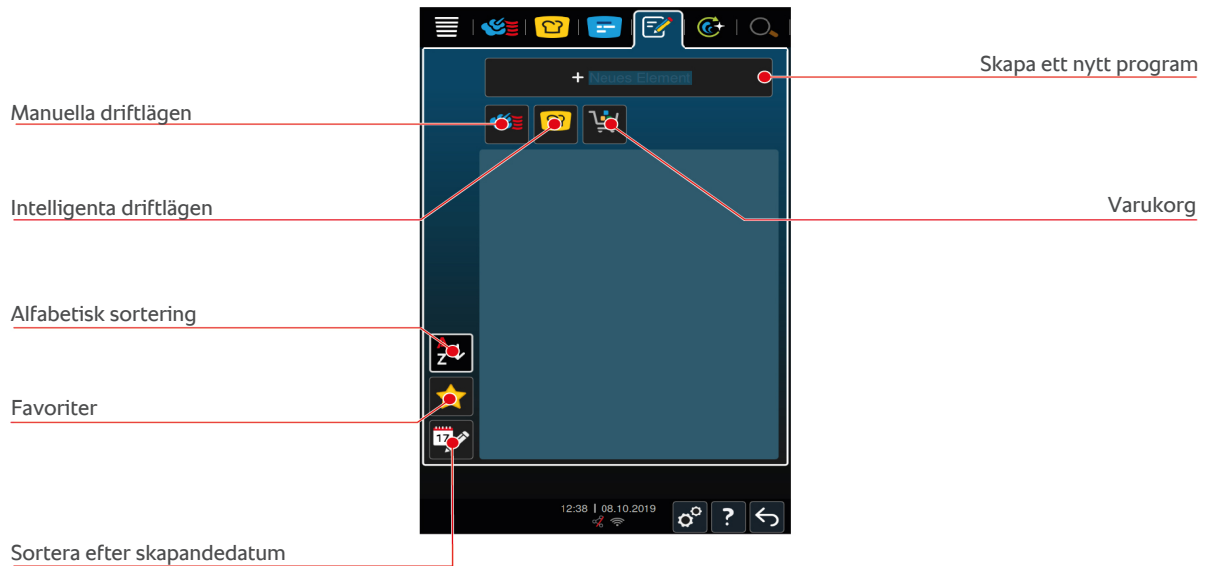 Skapa ett nytt program
+ Neues Element
Manuella driftlägen
Intelligenta driftlägen
Varukorg
Alfabetisk sortering
A
Z
Favoriter
17
12:38 | 08.10.2019
?
Sortera efter skapandedatum